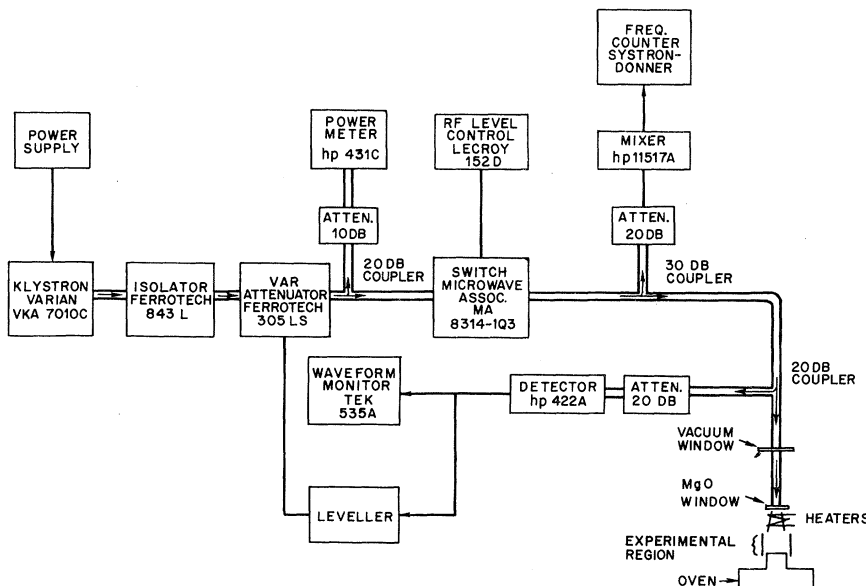 FREQ.
COUNTER
SYSTRON-
DONNER
POWER
SUPPLY
POWER
METER
hp 431C
RF LEVEL
CONTROL
LECROY
152D
MIXER
hp11517A
ATTEN.
10DB
ATTEN.
20DB
KLYSTRON
VARIAN
VKA 7010C
ISOLATOR
FERROTECH
843 L
VAR
ATTENUATOR
FERROTECH
305 LS
20 DB
COUPLER
SWITCH
MICROWAVE
ASSOC.
MA
8314-1Q3
30 DB
COUPLER
WAVEFORM
MONITOR
TEK
535A
DETECTOR
hp 422A
ATTEN.
20 DB
20 DB
COUPLER
VACUUM
WINDOW
LEVELLER
MgO
WINDOW
HEATERS
EXPERIMENTAL
REGION
OVEN